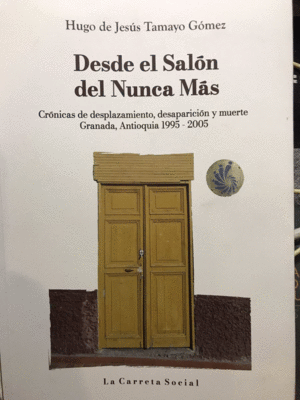 Hugo de Jesús Tamayo Gómez
Desde el Salón
del Nunca Más
Crónicas de desplazamiento, desaparición y muerte
Granada, Antioquia 1995 - 2005
La Carreta Social